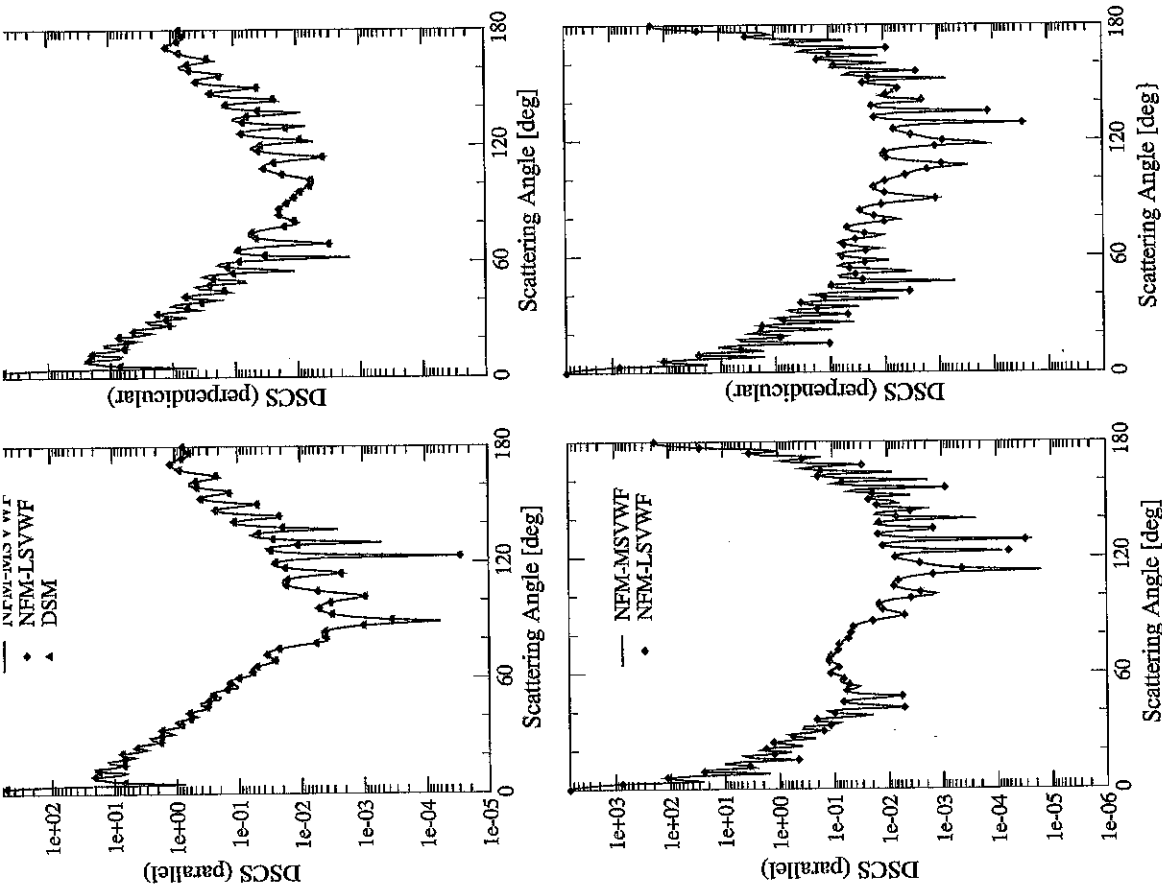 DSCS (perpendicular)
0
60
120
180
Scattering Angle [deg]
DSCS (perpendicular)
0
60
120
180
Scattering Angle [deg}
NFM-MSVWF
NFM-LSVWF
DSM
DSCS (parallel)
1e+02
1e+01
1e+00
1e-01
1e-02
1e-03
1e-04
1e-05
0
60
120
180
Scattering Angle [deg]
NFM-MSVWF
NFM-LSVWF
DSCS (parallel)
1e+03
1e+02
1e+01
1e+00
1e-01
1e-02
1e-03
1e-04
1e-05
1e-06
0
60
120
180
Scattering Angle [deg]